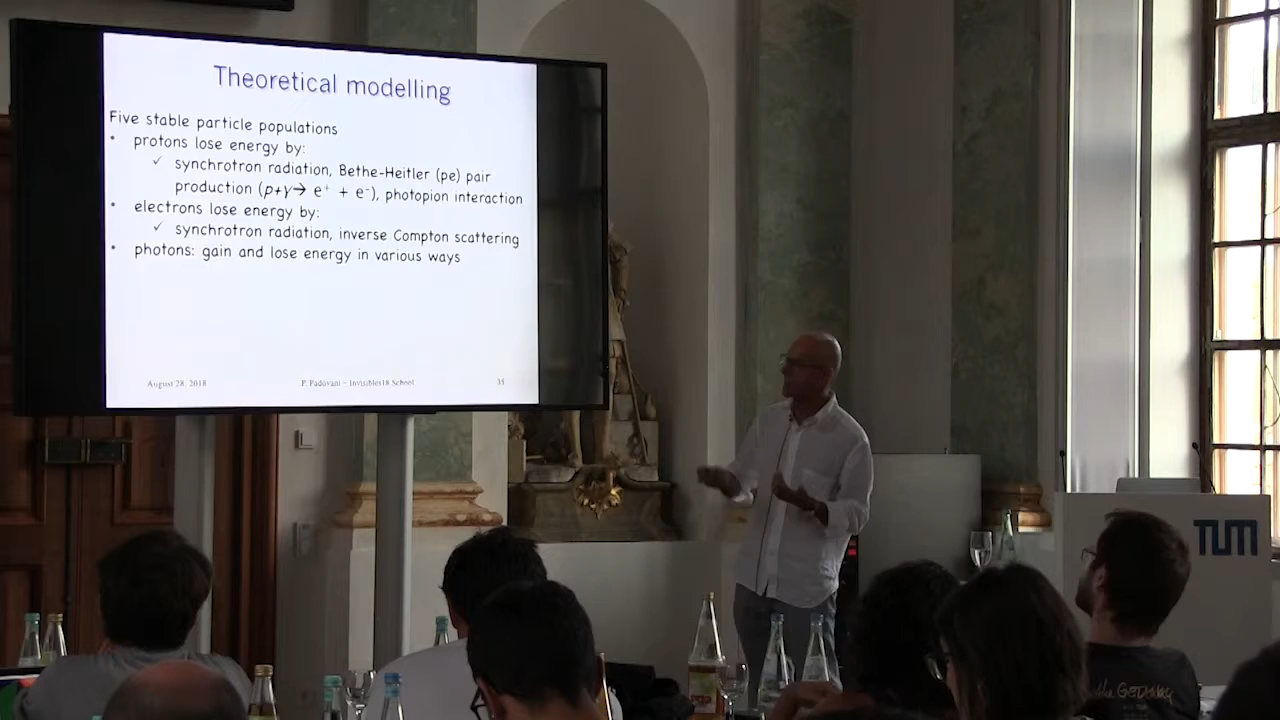 Theoretical modelling
Five stable particle populations
• protons lose energy by:
✓ synchrotron radiation, Bethe-Heitler (pe) pair
production (p+γ→ e⁺ + e⁻), photopion interaction
• electrons lose energy by:
✓ synchrotron radiation, inverse Compton scattering
• photons: gain and lose energy in various ways
August 28, 2018
P. Padovani – Invisibles18 School
35
TUM